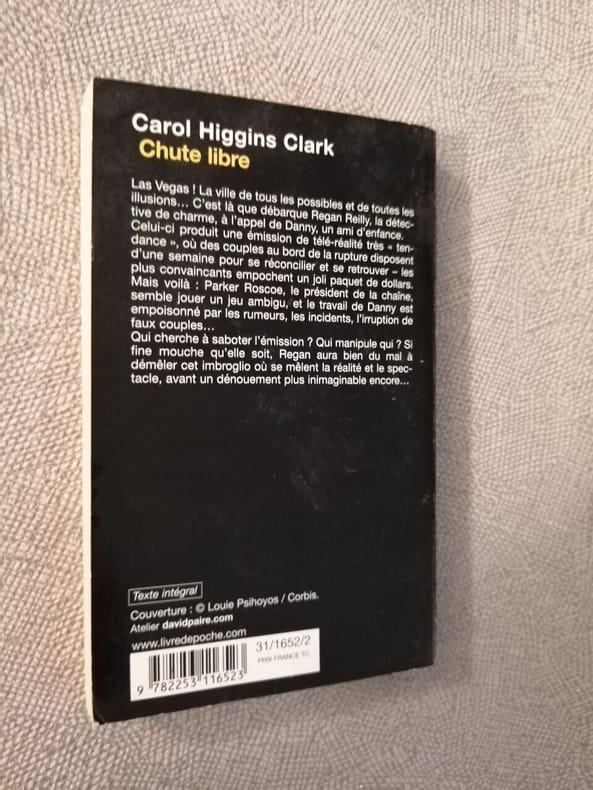 Carol Higgins Clark
Chute libre
Las Vegas ! La ville de tous les possibles et de toutes les
illusions... C'est là que débarque Regan Reilly, la détec-
tive de charme, à l'appel de Danny, un ami d'enfance.
Celui-ci produit une émission de télé-réalité très « ten-
dance », où des couples au bord de la rupture disposent
d'une semaine pour se réconcilier et se retrouver – les
plus convaincants empochent un joli paquet de dollars.
Mais voilà : Parker Roscoe, le président de la chaîne,
semble jouer un jeu ambigu, et le travail de Danny est
empoisonné par les rumeurs, les incidents, l'irruption de
faux couples...
Qui cherche à saboter l'émission ? Qui manipule qui ? Si
fine mouche qu'elle soit, Regan aura bien du mal à
démêler cet imbroglio où se mêlent la réalité et le spec-
tacle, avant un dénouement plus inimaginable encore...
Texte intégral
Couverture : © Louie Psihoyos / Corbis.
Atelier davidpaire.com
www.livredepoche.com
31/1652/2
PRIX FRANCE TC
9 782253 116523